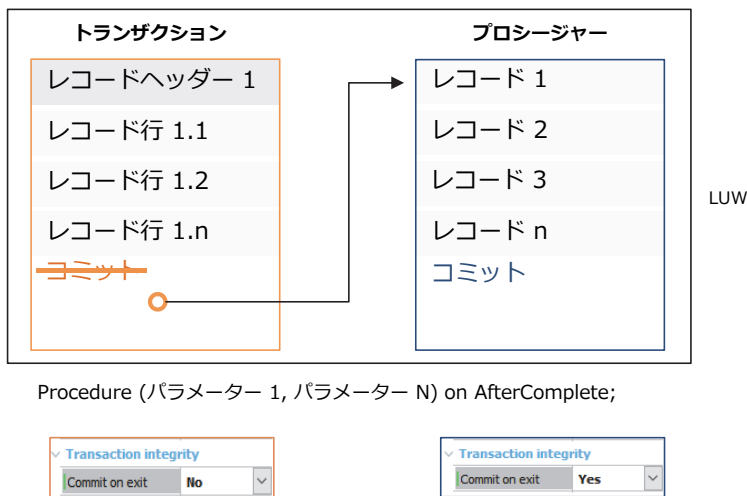 トランザクション
レコードヘッダー 1
レコード行 1.1
レコード行 1.2
レコード行 1.n
コミット
プロシージャー
レコード 1
レコード 2
レコード 3
レコード n
コミット
LUW
Procedure (パラメーター 1, パラメーター N) on AfterComplete;
Transaction integrity
Commit on exit No
Transaction integrity
Commit on exit Yes